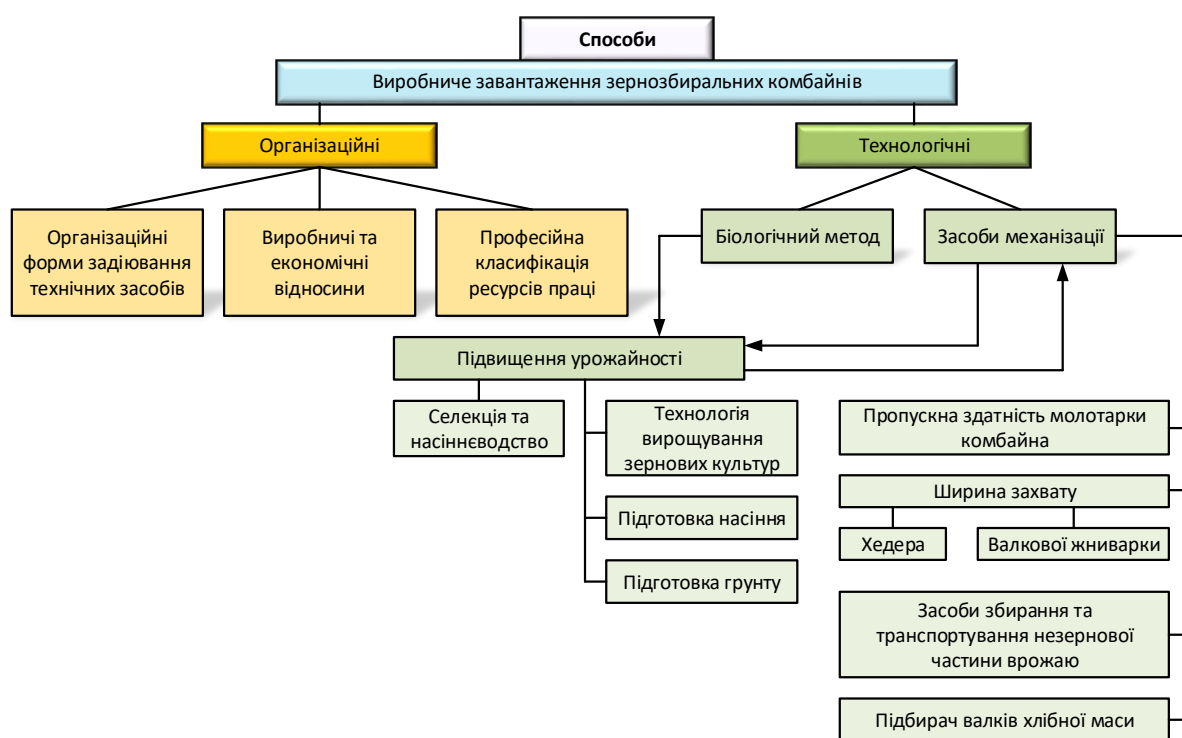 Способи
Виробниче завантаження зернозбиральних комбайнів
Організаційні
Технологічні
Організаційні
форми задіювання
технічних засобів
Виробничі та
економічні
відносини
Професійна
класифікація
ресурсів праці
Біологічний метод
Засоби механізації
Підвищення урожайності
Селекція та
насіннєводство
Технологія
вирощування
зернових культур
Підготовка насіння
Підготовка грунту
Пропускна здатність молотарки
комбайна
Ширина захвату
Хедера
Валкової жниварки
Засоби збирання та
транспортування незернової
частини врожаю
Підбирач валків хлібної маси